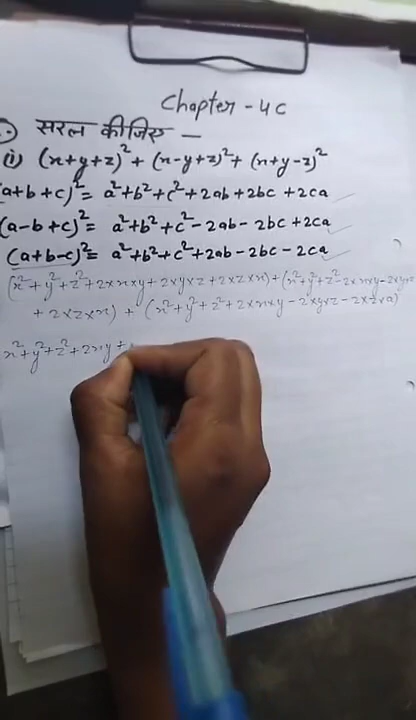 Chapter - 4C
सरल कीजिए -
(i) (x+y+z)² + (x-y+z)² + (x+y-z)²
(a+b+c)² = a²+b²+c²+2ab+2bc+2ca
(a-b+c)² = a²+b²+c²-2ab-2bc+2ca
(a+b-c)² = a²+b²+c²+2ab-2bc-2ca
(x²+y²+z²+2×x×y+2×y×z+2×z×x)+(x²+y²+z²-2×x×y-2×y×z
+2×z×x) + (x²+y²+z²+2×x×y-2×y×z-2×z×x)
x²+y²+z²+2xy+